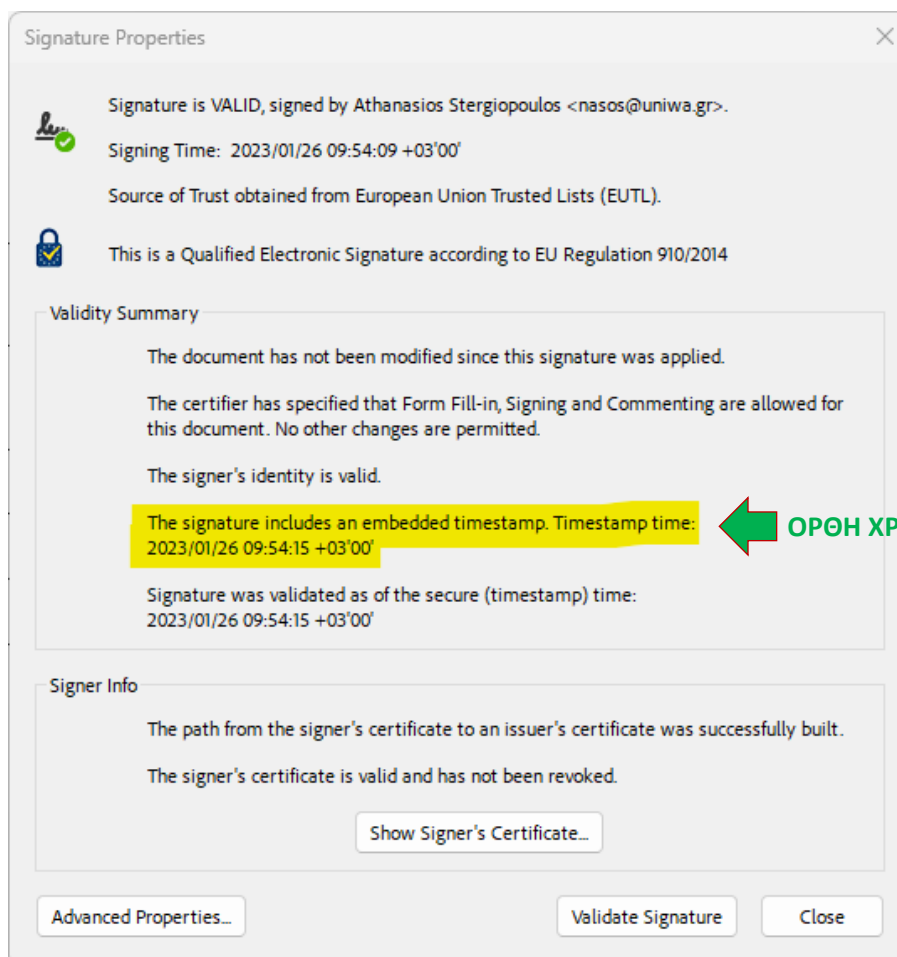 Signature Properties
Signature is VALID, signed by Athanasios Stergiopoulos <nasos@uniwa.gr>.
Signing Time: 2023/01/26 09:54:09 +03'00'
Source of Trust obtained from European Union Trusted Lists (EUTL).
This is a Qualified Electronic Signature according to EU Regulation 910/2014
Validity Summary
The document has not been modified since this signature was applied.
The certifier has specified that Form Fill-in, Signing and Commenting are allowed for
this document. No other changes are permitted.
The signer's identity is valid.
The signature includes an embedded timestamp. Timestamp time:
2023/01/26 09:54:15 +03'00'
ΟΡΘΗ ΧΡ
Signature was validated as of the secure (timestamp) time:
2023/01/26 09:54:15 +03'00'
Signer Info
The path from the signer's certificate to an issuer's certificate was successfully built.
The signer's certificate is valid and has not been revoked.
Show Signer's Certificate...
Advanced Properties...
Validate Signature
Close